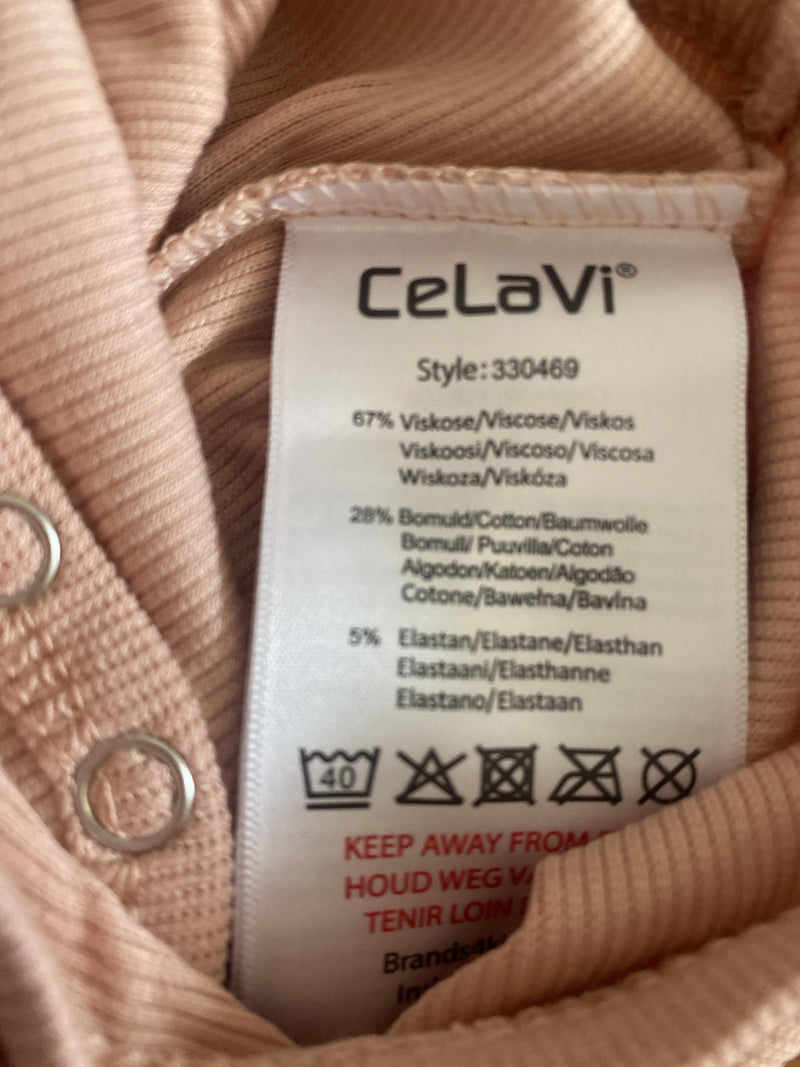 CeLaVi®
Style: 330469
67% Viskose/Viscose/Viskos
Viskoosi/Viscoso/Viscosa
Wiskoza/Viskóza
28% Bomuld/Cotton/Baumwolle
Bomull/ Puuvilla/Coton
Algodon/Katoen/Algodão
Cotone/Bawełna/Bavlna
5% Elastan/Elastane/Elasthan
Elastaani/Elasthanne
Elastano/Elastaan
40
KEEP AWAY FROM
HOUD WEG
TENIR LOIN